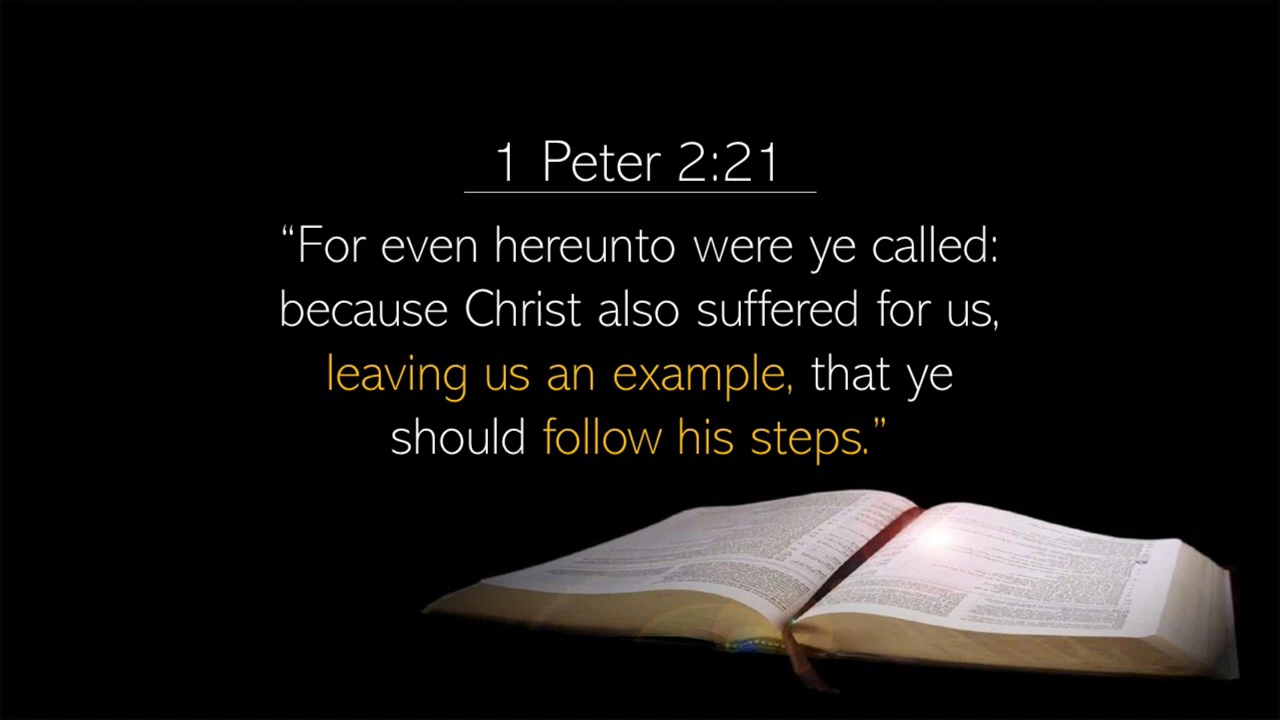 1 Peter 2:21
“For even hereunto were ye called:
because Christ also suffered for us,
leaving us an example, that ye
should follow his steps.”